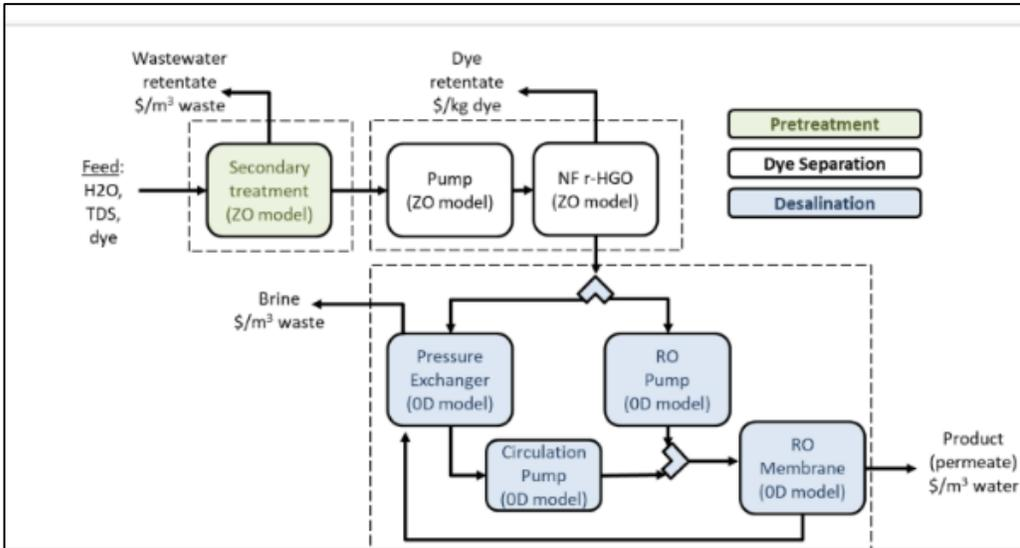 Wastewater
retentate
$/m³ waste
Dye
retentate
$/kg dye
Pretreatment
Dye Separation
Desalination
Feed:
H2O,
TDS,
dye
Secondary
treatment
(ZO model)
Pump
(ZO model)
NF r-HGO
(ZO model)
Brine
$/m³ waste
Pressure
Exchanger
(0D model)
RO
Pump
(0D model)
Circulation
Pump
(0D model)
RO
Membrane
(0D model)
Product
(permeate)
$/m³ water